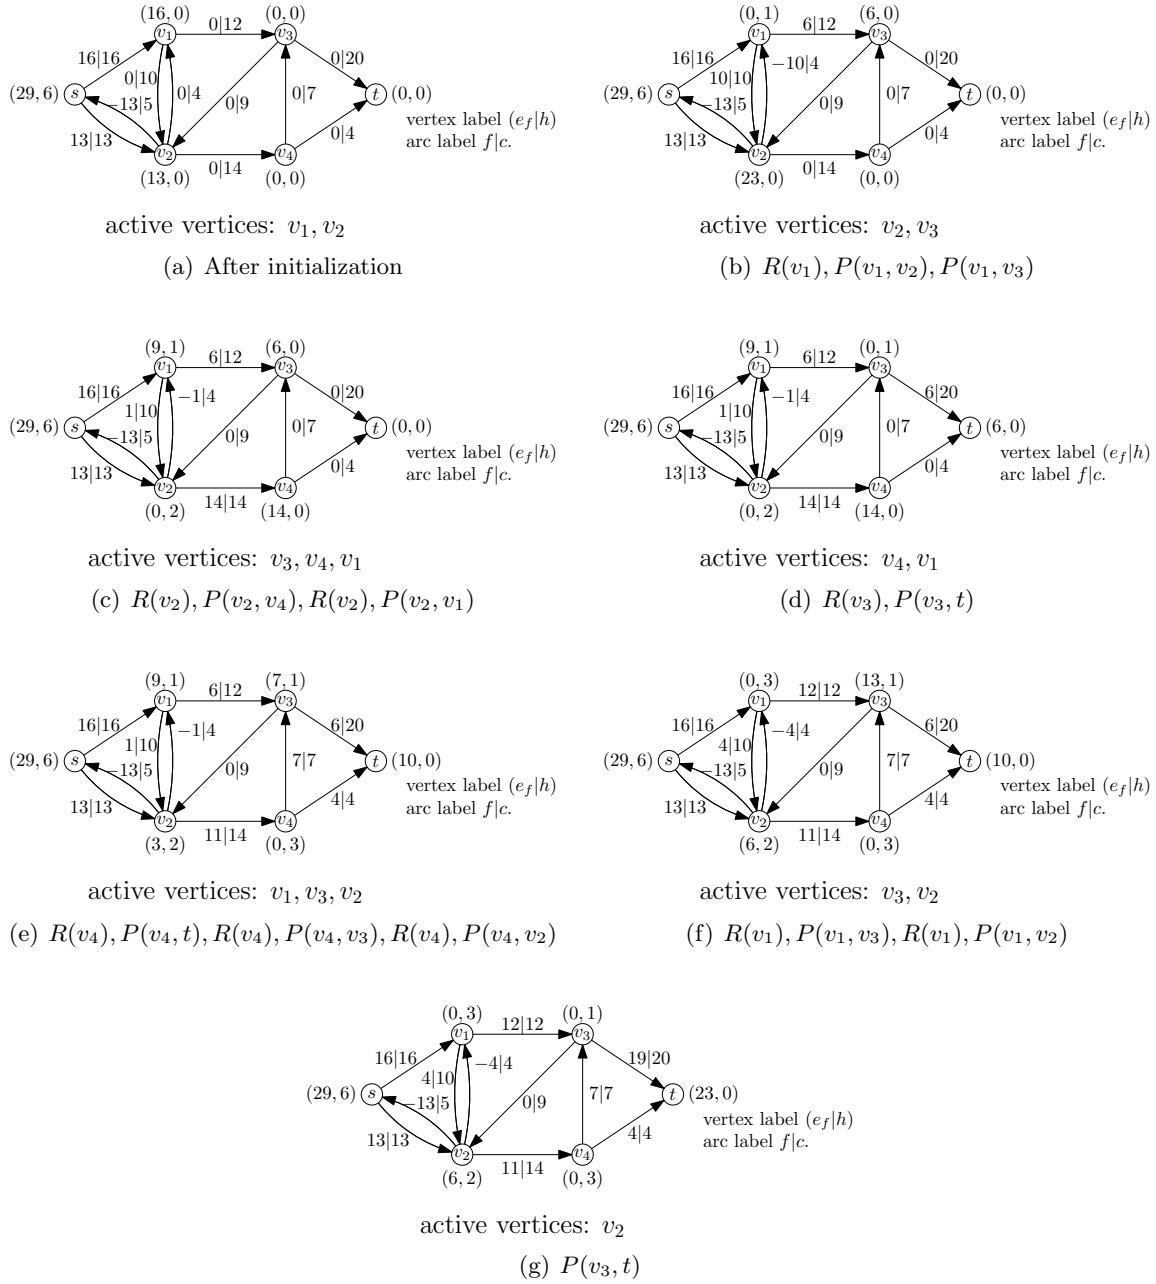 (16, 0) 0|12 (0, 0)
v1 v3
16|16 0|10 0|4 0|9 0|7 0|20
(29, 6) s −13|5 t (0, 0)
13|13 0|4
v2 v4
(13, 0) 0|14 (0, 0)
vertex label (e_f|h)
arc label f|c.
active vertices: v1, v2
(a) After initialization
(0, 1) 6|12 (6, 0)
v1 v3
16|16 10|10 −10|4 0|9 0|7 0|20
(29, 6) s −13|5 t (0, 0)
13|13 0|4
v2 v4
(23, 0) 0|14 (0, 0)
vertex label (e_f|h)
arc label f|c.
active vertices: v2, v3
(b) R(v1), P(v1, v2), P(v1, v3)
(9, 1) 6|12 (6, 0)
v1 v3
16|16 1|10 −1|4 0|9 0|7 0|20
(29, 6) s −13|5 t (0, 0)
13|13 0|4
v2 v4
(0, 2) 14|14 (14, 0)
vertex label (e_f|h)
arc label f|c.
active vertices: v3, v4, v1
(c) R(v2), P(v2, v4), R(v2), P(v2, v1)
(9, 1) 6|12 (0, 1)
v1 v3
16|16 1|10 −1|4 0|9 0|7 6|20
(29, 6) s −13|5 t (6, 0)
13|13 0|4
v2 v4
(0, 2) 14|14 (14, 0)
vertex label (e_f|h)
arc label f|c.
active vertices: v4, v1
(d) R(v3), P(v3, t)
(9, 1) 6|12 (7, 1)
v1 v3
16|16 1|10 −1|4 0|9 7|7 6|20
(29, 6) s −13|5 t (10, 0)
13|13 4|4
v2 v4
(3, 2) 11|14 (0, 3)
vertex label (e_f|h)
arc label f|c.
active vertices: v1, v3, v2
(e) R(v4), P(v4, t), R(v4), P(v4, v3), R(v4), P(v4, v2)
(0, 3) 12|12 (13, 1)
v1 v3
16|16 4|10 −4|4 0|9 7|7 6|20
(29, 6) s −13|5 t (10, 0)
13|13 4|4
v2 v4
(6, 2) 11|14 (0, 3)
vertex label (e_f|h)
arc label f|c.
active vertices: v3, v2
(f) R(v1), P(v1, v3), R(v1), P(v1, v2)
(0, 3) 12|12 (0, 1)
v1 v3
16|16 4|10 −4|4 0|9 7|7 19|20
(29, 6) s −13|5 t (23, 0)
13|13 4|4
v2 v4
(6, 2) 11|14 (0, 3)
vertex label (e_f|h)
arc label f|c.
active vertices: v2
(g) P(v3, t)